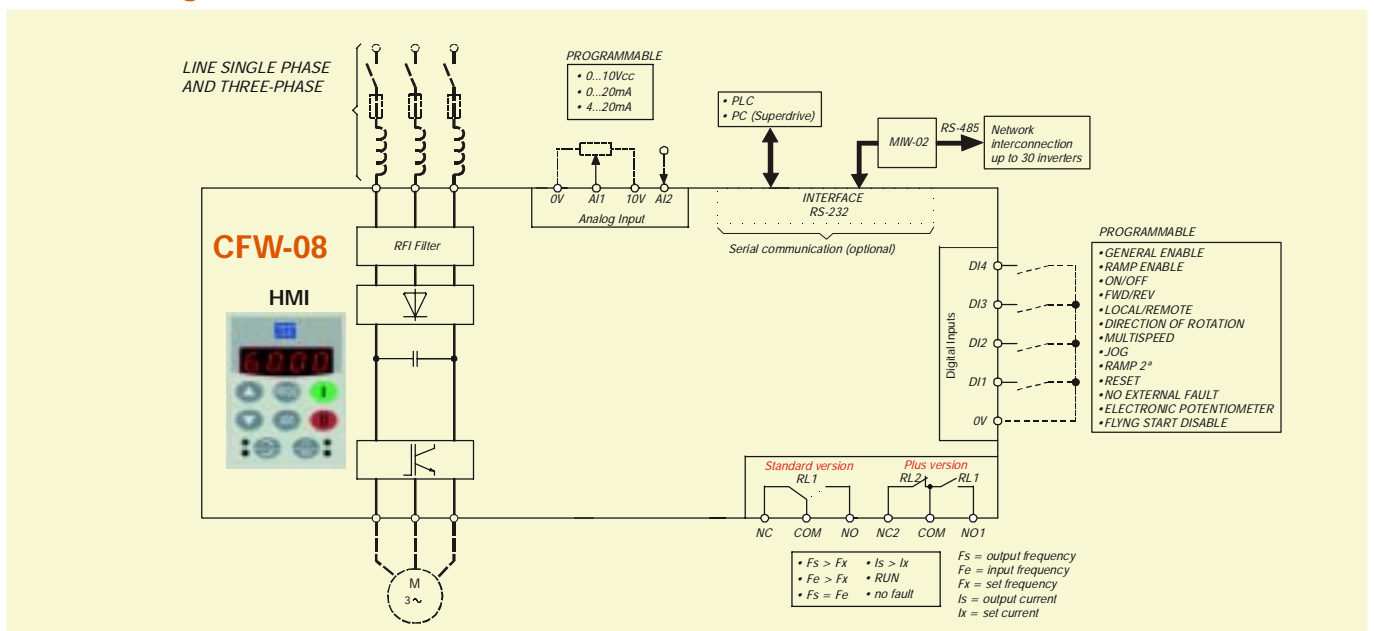 LINE SINGLE PHASE
AND THREE-PHASE
PROGRAMMABLE
• 0...10Vcc
• 0...20mA
• 4...20mA
• PLC
• PC (Superdrive)
MIW-02
RS-485
Network
interconnection
up to 30 inverters
0V
AI1
10V
AI2
Analog Input
INTERFACE
RS-232
Serial communication (optional)
CFW-08
HMI
6000
RFI Filter
Digital Inputs
DI4
DI3
DI2
DI1
0V
PROGRAMMABLE
• GENERAL ENABLE
• RAMP ENABLE
• ON/OFF
• FWD/REV
• LOCAL/REMOTE
• DIRECTION OF ROTATION
• MULTISPEED
• JOG
• RAMP 2ª
• RESET
• NO EXTERNAL FAULT
• ELECTRONIC POTENTIOMETER
• FLYNG START DISABLE
Standard version
RL1
Plus version
RL2
RL1
NC
COM
NO
NC2
COM
NO1
• Fs > Fx
• Fe > Fx
• Fs = Fe
• Is > Ix
• RUN
• no fault
Fs = output frequency
Fe = input frequency
Fx = set frequency
Is = output current
Ix = set current
M
3~